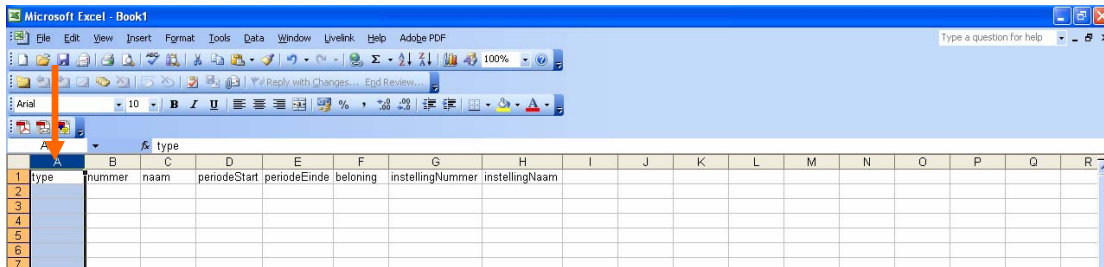 Microsoft Excel - Book1
File Edit View Insert Format Tools Data Window Livelink Help Adobe PDF Type a question for help
100%
Reply with Changes... End Review...
Arial 10 B I U % ,
A fx type
A B C D E F G H I J K L M N O P Q R
1 type nummer naam periodeStart periodeEinde beloning instellingNummer instellingNaam
2
3
4
5
6
7